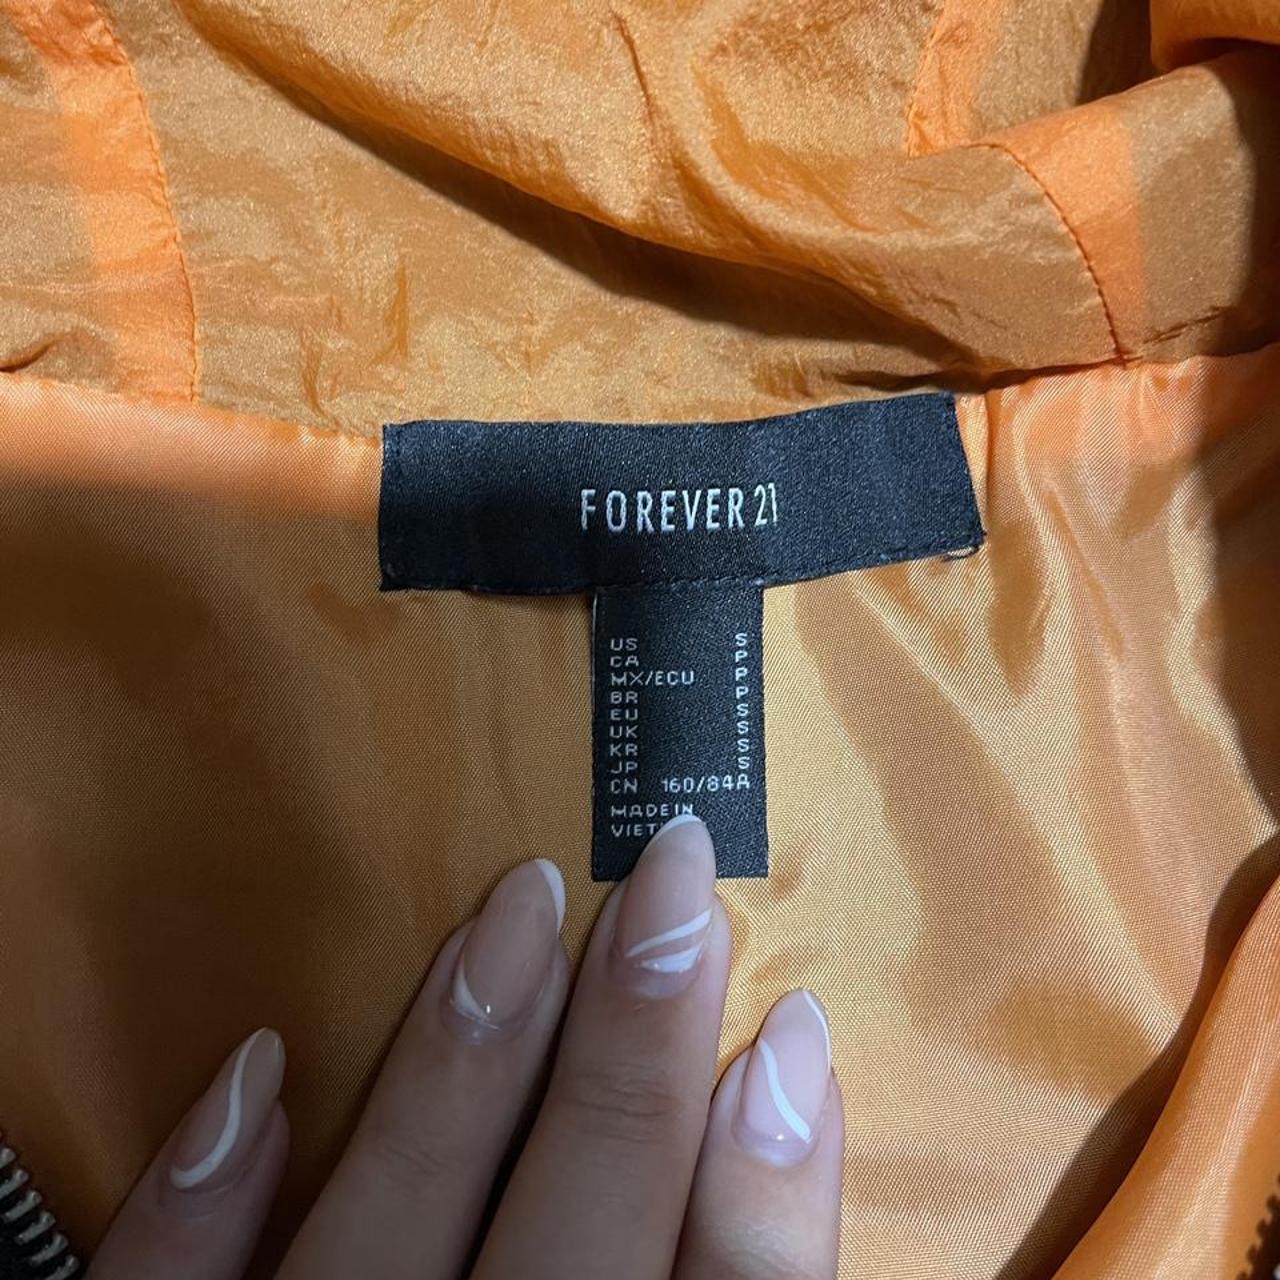 FOREVER 21
US S
CA P
MX/ECU P
BR P
EU S
UK S
KR S
JP S
CN 160/84A
MADE IN